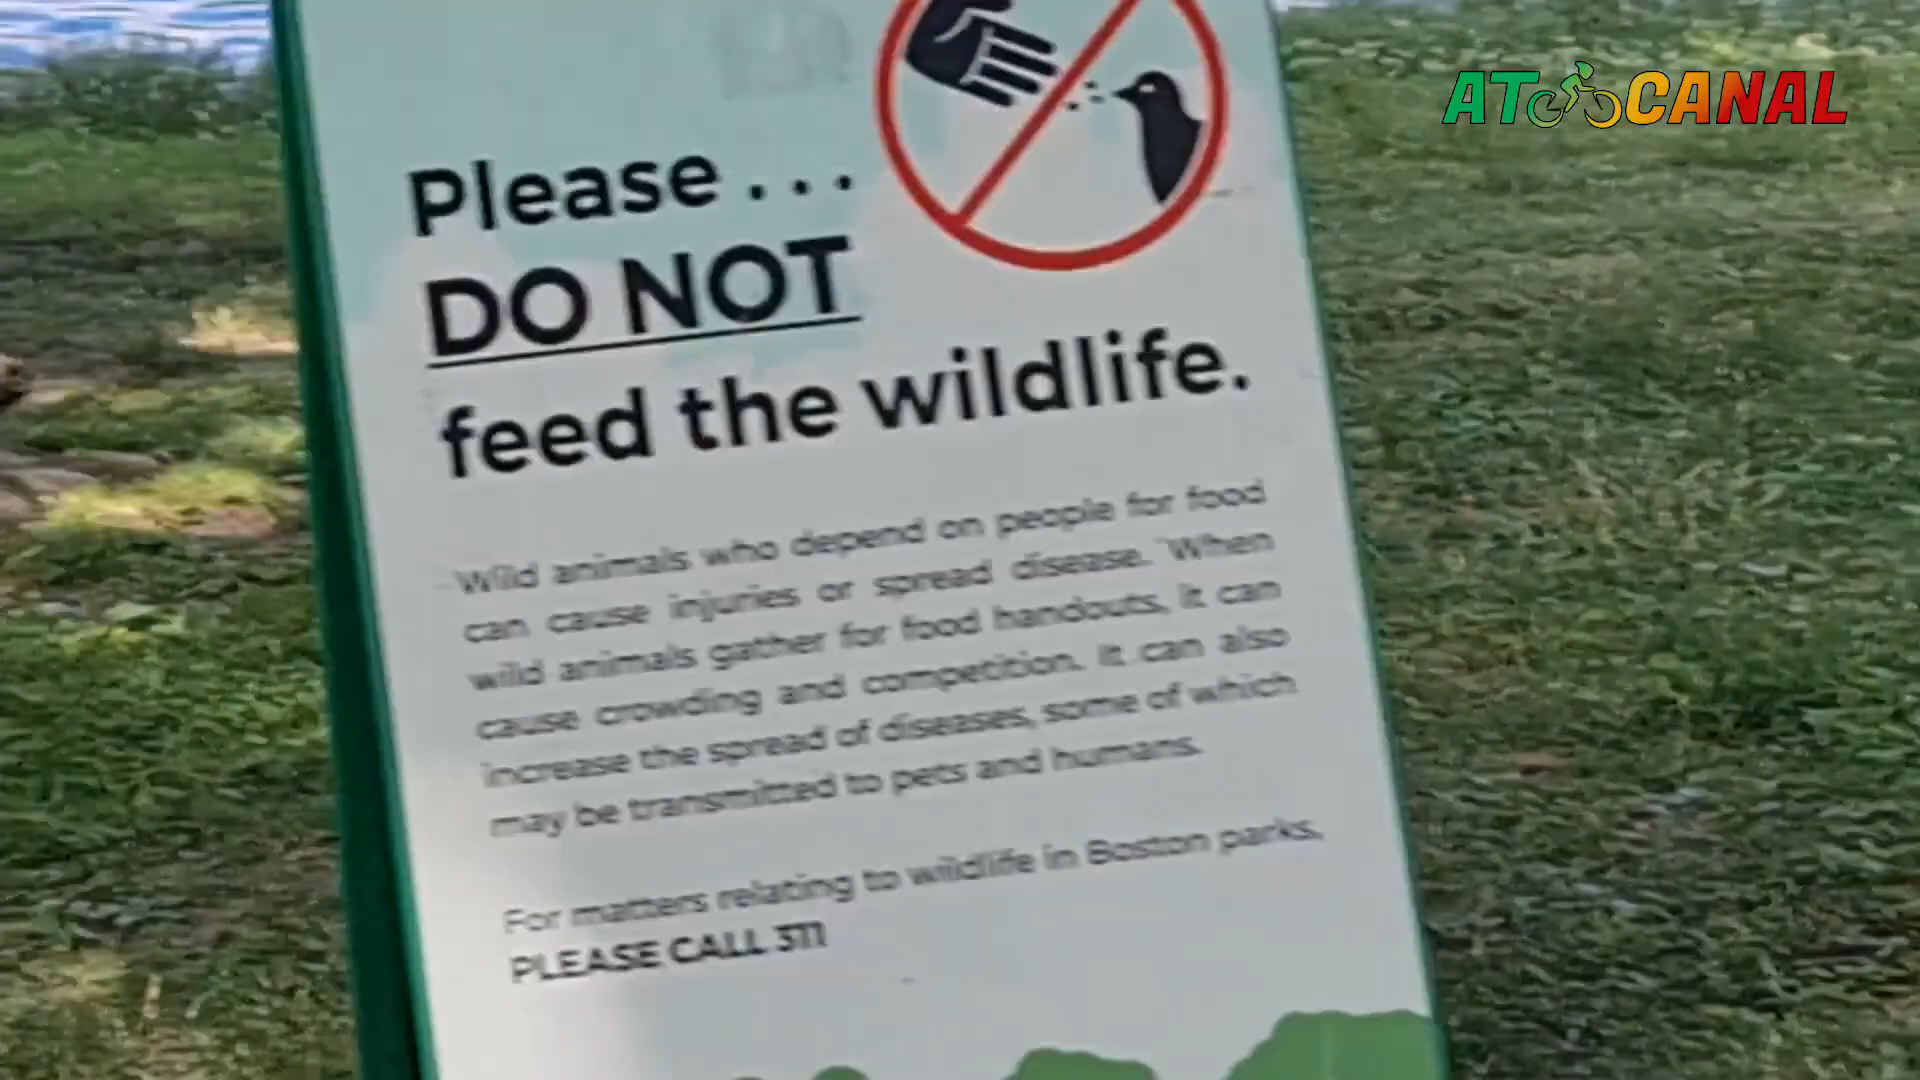 ATOCANAL
Please...
DO NOT
feed the wildlife.
Wild animals who depend on people for food
can cause injuries or spread disease. When
wild animals gather for food handouts, it can
cause crowding and competition. It can also
increase the spread of diseases, some of which
may be transmitted to pets and humans.
For matters relating to wildlife in Boston parks,
PLEASE CALL 311